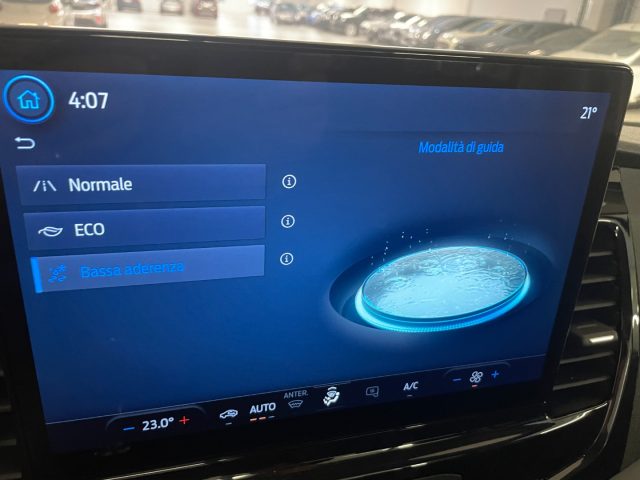 4:07
21°
Modalità di guida
Normale
ECO
Bassa aderenza
ANTER.
− 23.0° +
AUTO
A/C
− +